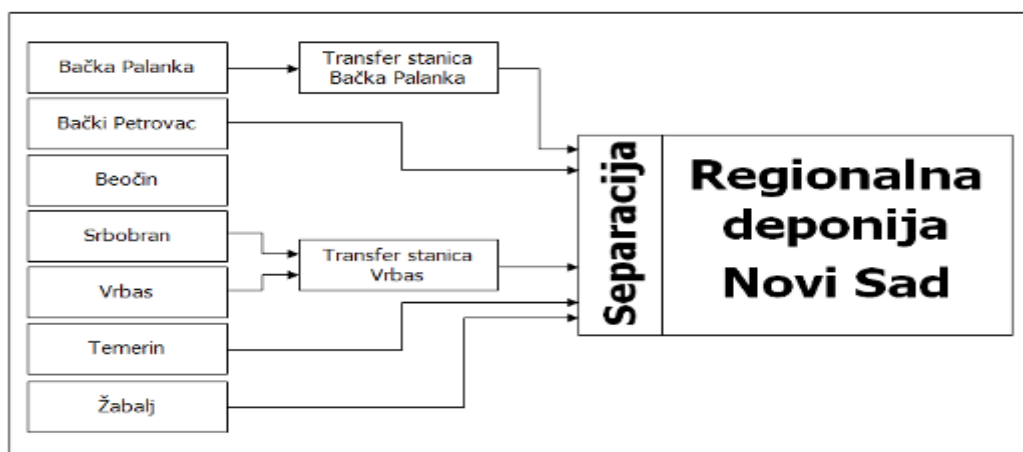 Bačka Palanka
Transfer stanica
Bačka Palanka
Bački Petrovac
Beočin
Srbobran
Transfer stanica
Vrbas
Vrbas
Temerin
Žabalj
Separacija
Regionalna
deponija
Novi Sad